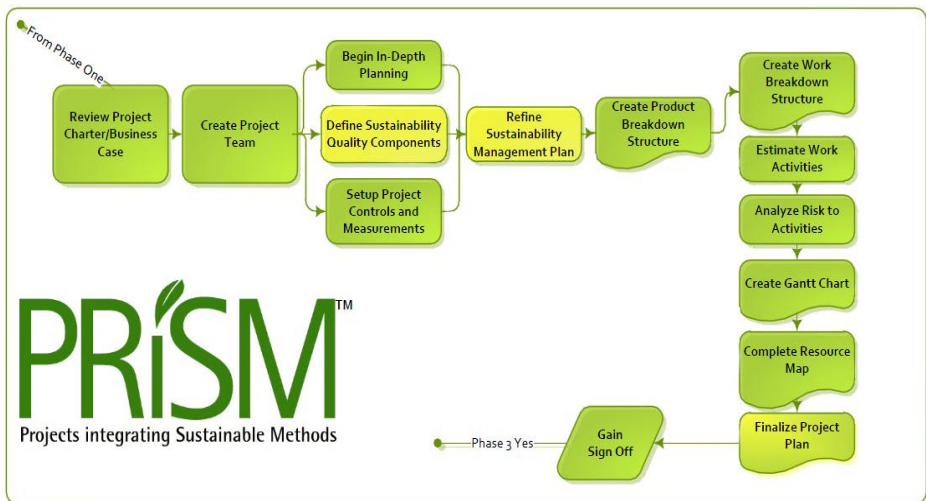 From Phase One
Review Project
Charter/Business
Case
Create Project
Team
Begin In-Depth
Planning
Define Sustainability
Quality Components
Setup Project
Controls and
Measurements
Refine
Sustainability
Management Plan
Create Product
Breakdown
Structure
Create Work
Breakdown
Structure
Estimate Work
Activities
Analyze Risk to
Activities
Create Gantt Chart
Complete Resource
Map
Finalize Project
Plan
Gain
Sign Off
Phase 3 Yes
PRiSM™
Projects integrating Sustainable Methods